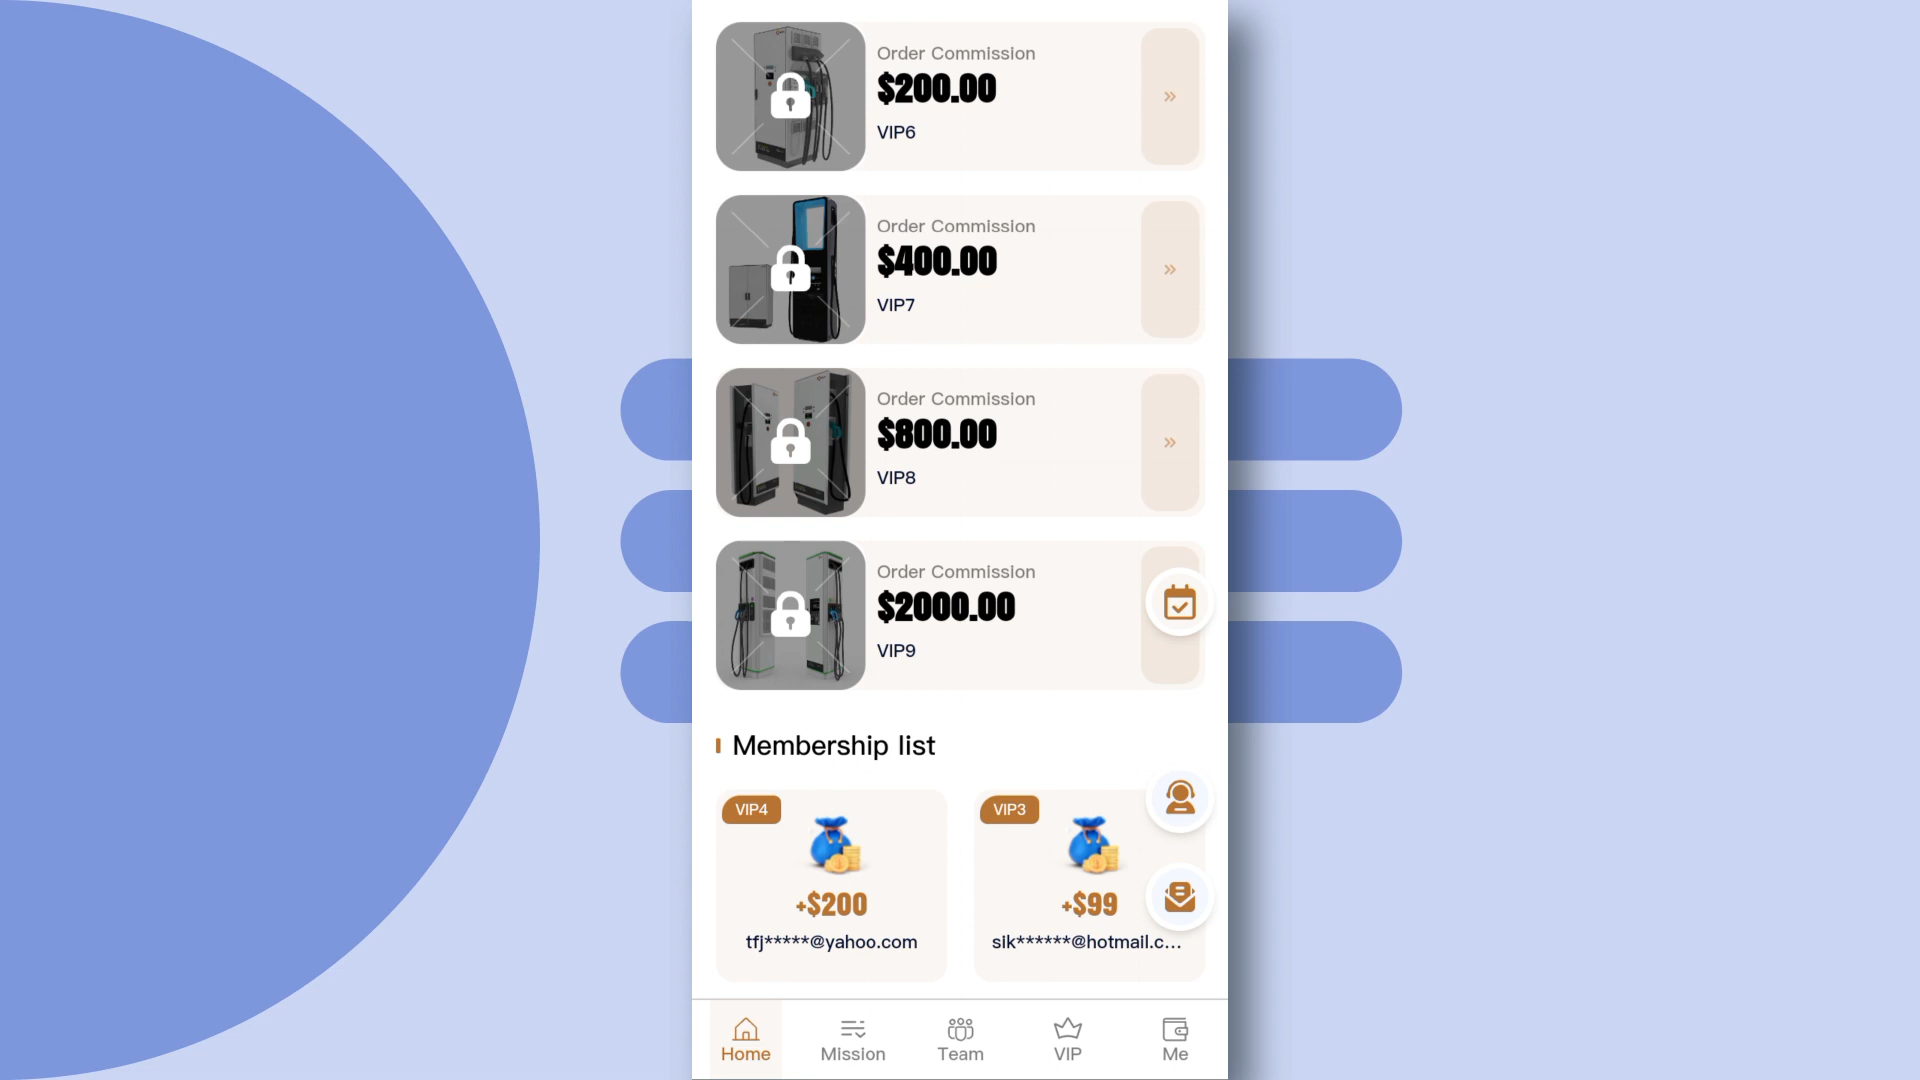 Order Commission
$200.00
VIP6
Order Commission
$400.00
VIP7
Order Commission
$800.00
VIP8
Order Commission
$2000.00
VIP9
Membership list
VIP4
+$200
tfj*****@yahoo.com
VIP3
+$99
sik******@hotmail.c...
Home
Mission
Team
VIP
Me